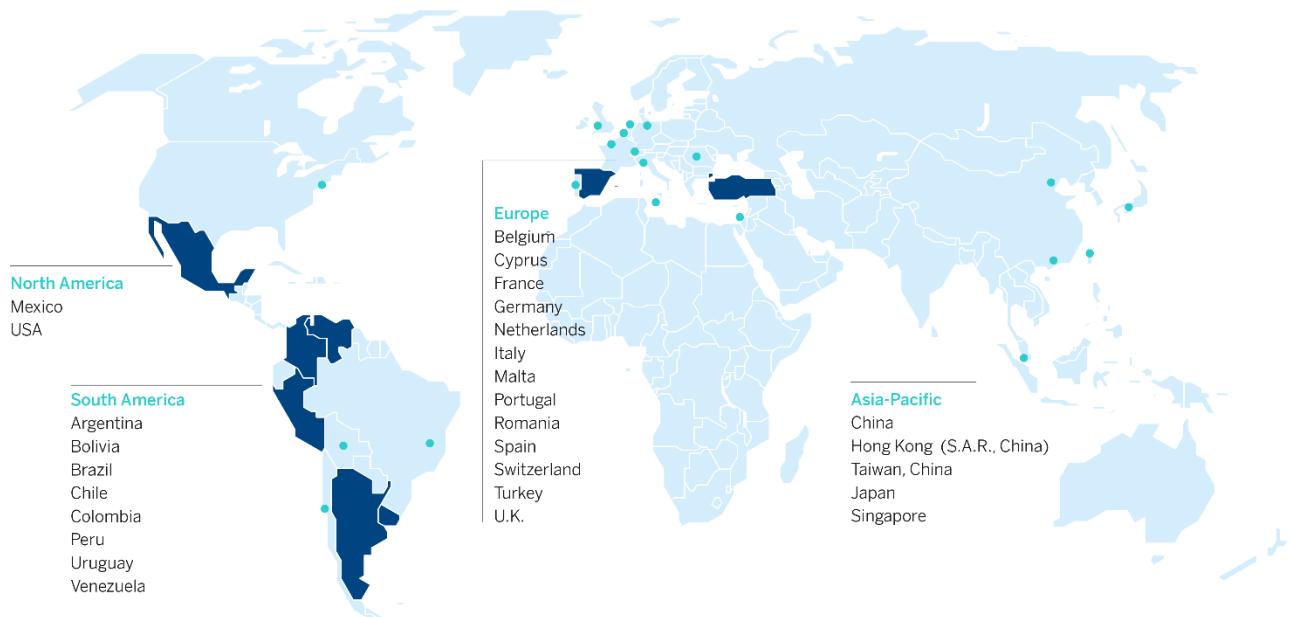 North America
Mexico
USA
South America
Argentina
Bolivia
Brazil
Chile
Colombia
Peru
Uruguay
Venezuela
Europe
Belgium
Cyprus
France
Germany
Netherlands
Italy
Malta
Portugal
Romania
Spain
Switzerland
Turkey
U.K.
Asia-Pacific
China
Hong Kong (S.A.R., China)
Taiwan, China
Japan
Singapore